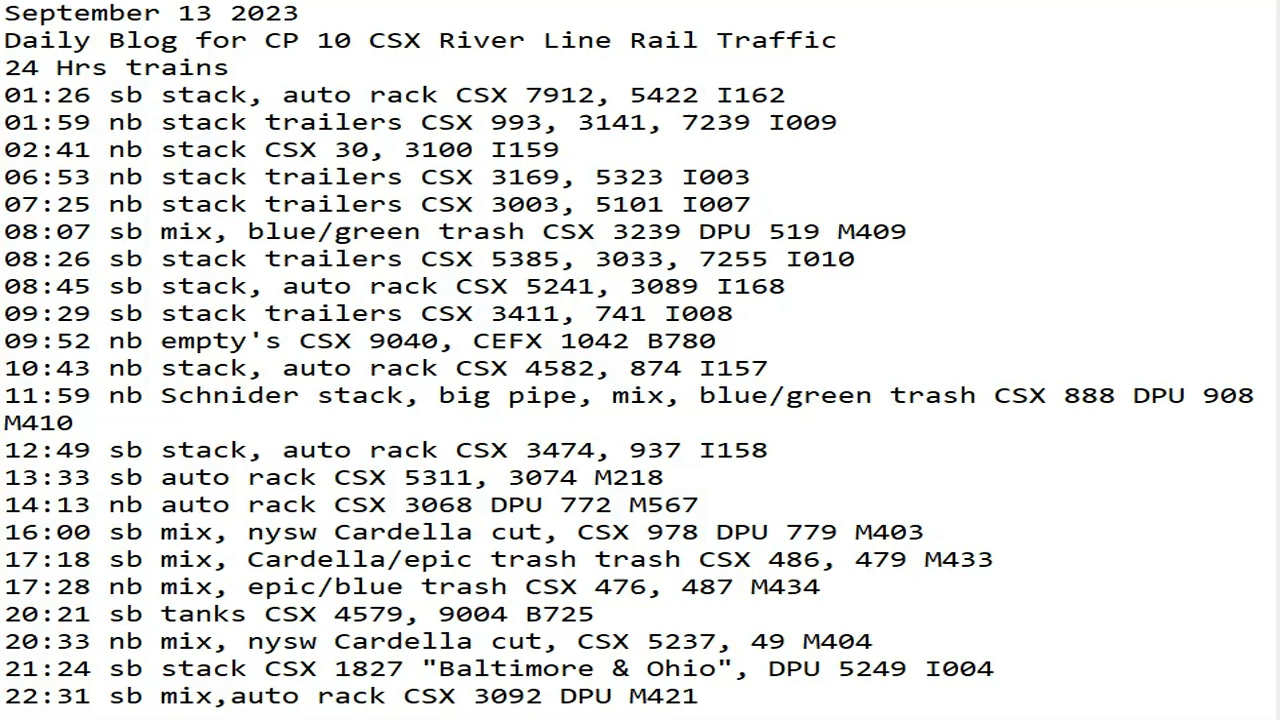 September 13 2023
Daily Blog for CP 10 CSX River Line Rail Traffic
24 Hrs trains
01:26 sb stack, auto rack CSX 7912, 5422 I162
01:59 nb stack trailers CSX 993, 3141, 7239 I009
02:41 nb stack CSX 30, 3100 I159
06:53 nb stack trailers CSX 3169, 5323 I003
07:25 nb stack trailers CSX 3003, 5101 I007
08:07 sb mix, blue/green trash CSX 3239 DPU 519 M409
08:26 sb stack trailers CSX 5385, 3033, 7255 I010
08:45 sb stack, auto rack CSX 5241, 3089 I168
09:29 sb stack trailers CSX 3411, 741 I008
09:52 nb empty's CSX 9040, CEFX 1042 B780
10:43 nb stack, auto rack CSX 4582, 874 I157
11:59 nb Schnider stack, big pipe, mix, blue/green trash CSX 888 DPU 908
M410
12:49 sb stack, auto rack CSX 3474, 937 I158
13:33 sb auto rack CSX 5311, 3074 M218
14:13 nb auto rack CSX 3068 DPU 772 M567
16:00 sb mix, nysw Cardella cut, CSX 978 DPU 779 M403
17:18 sb mix, Cardella/epic trash trash CSX 486, 479 M433
17:28 nb mix, epic/blue trash CSX 476, 487 M434
20:21 sb tanks CSX 4579, 9004 B725
20:33 nb mix, nysw Cardella cut, CSX 5237, 49 M404
21:24 sb stack CSX 1827 "Baltimore & Ohio", DPU 5249 I004
22:31 sb mix,auto rack CSX 3092 DPU M421